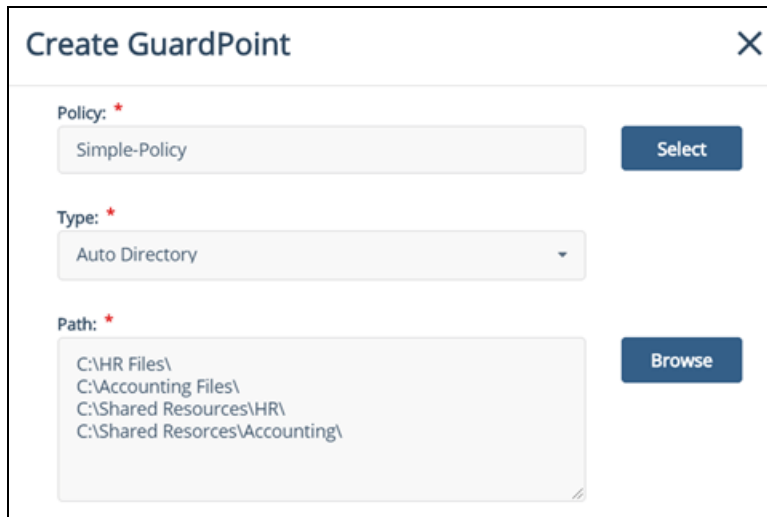 Create GuardPoint
Policy: *
Simple-Policy
Select
Type: *
Auto Directory
Path: *
C:\HR Files\
C:\Accounting Files\
C:\Shared Resources\HR\
C:\Shared Resorces\Accounting\
Browse